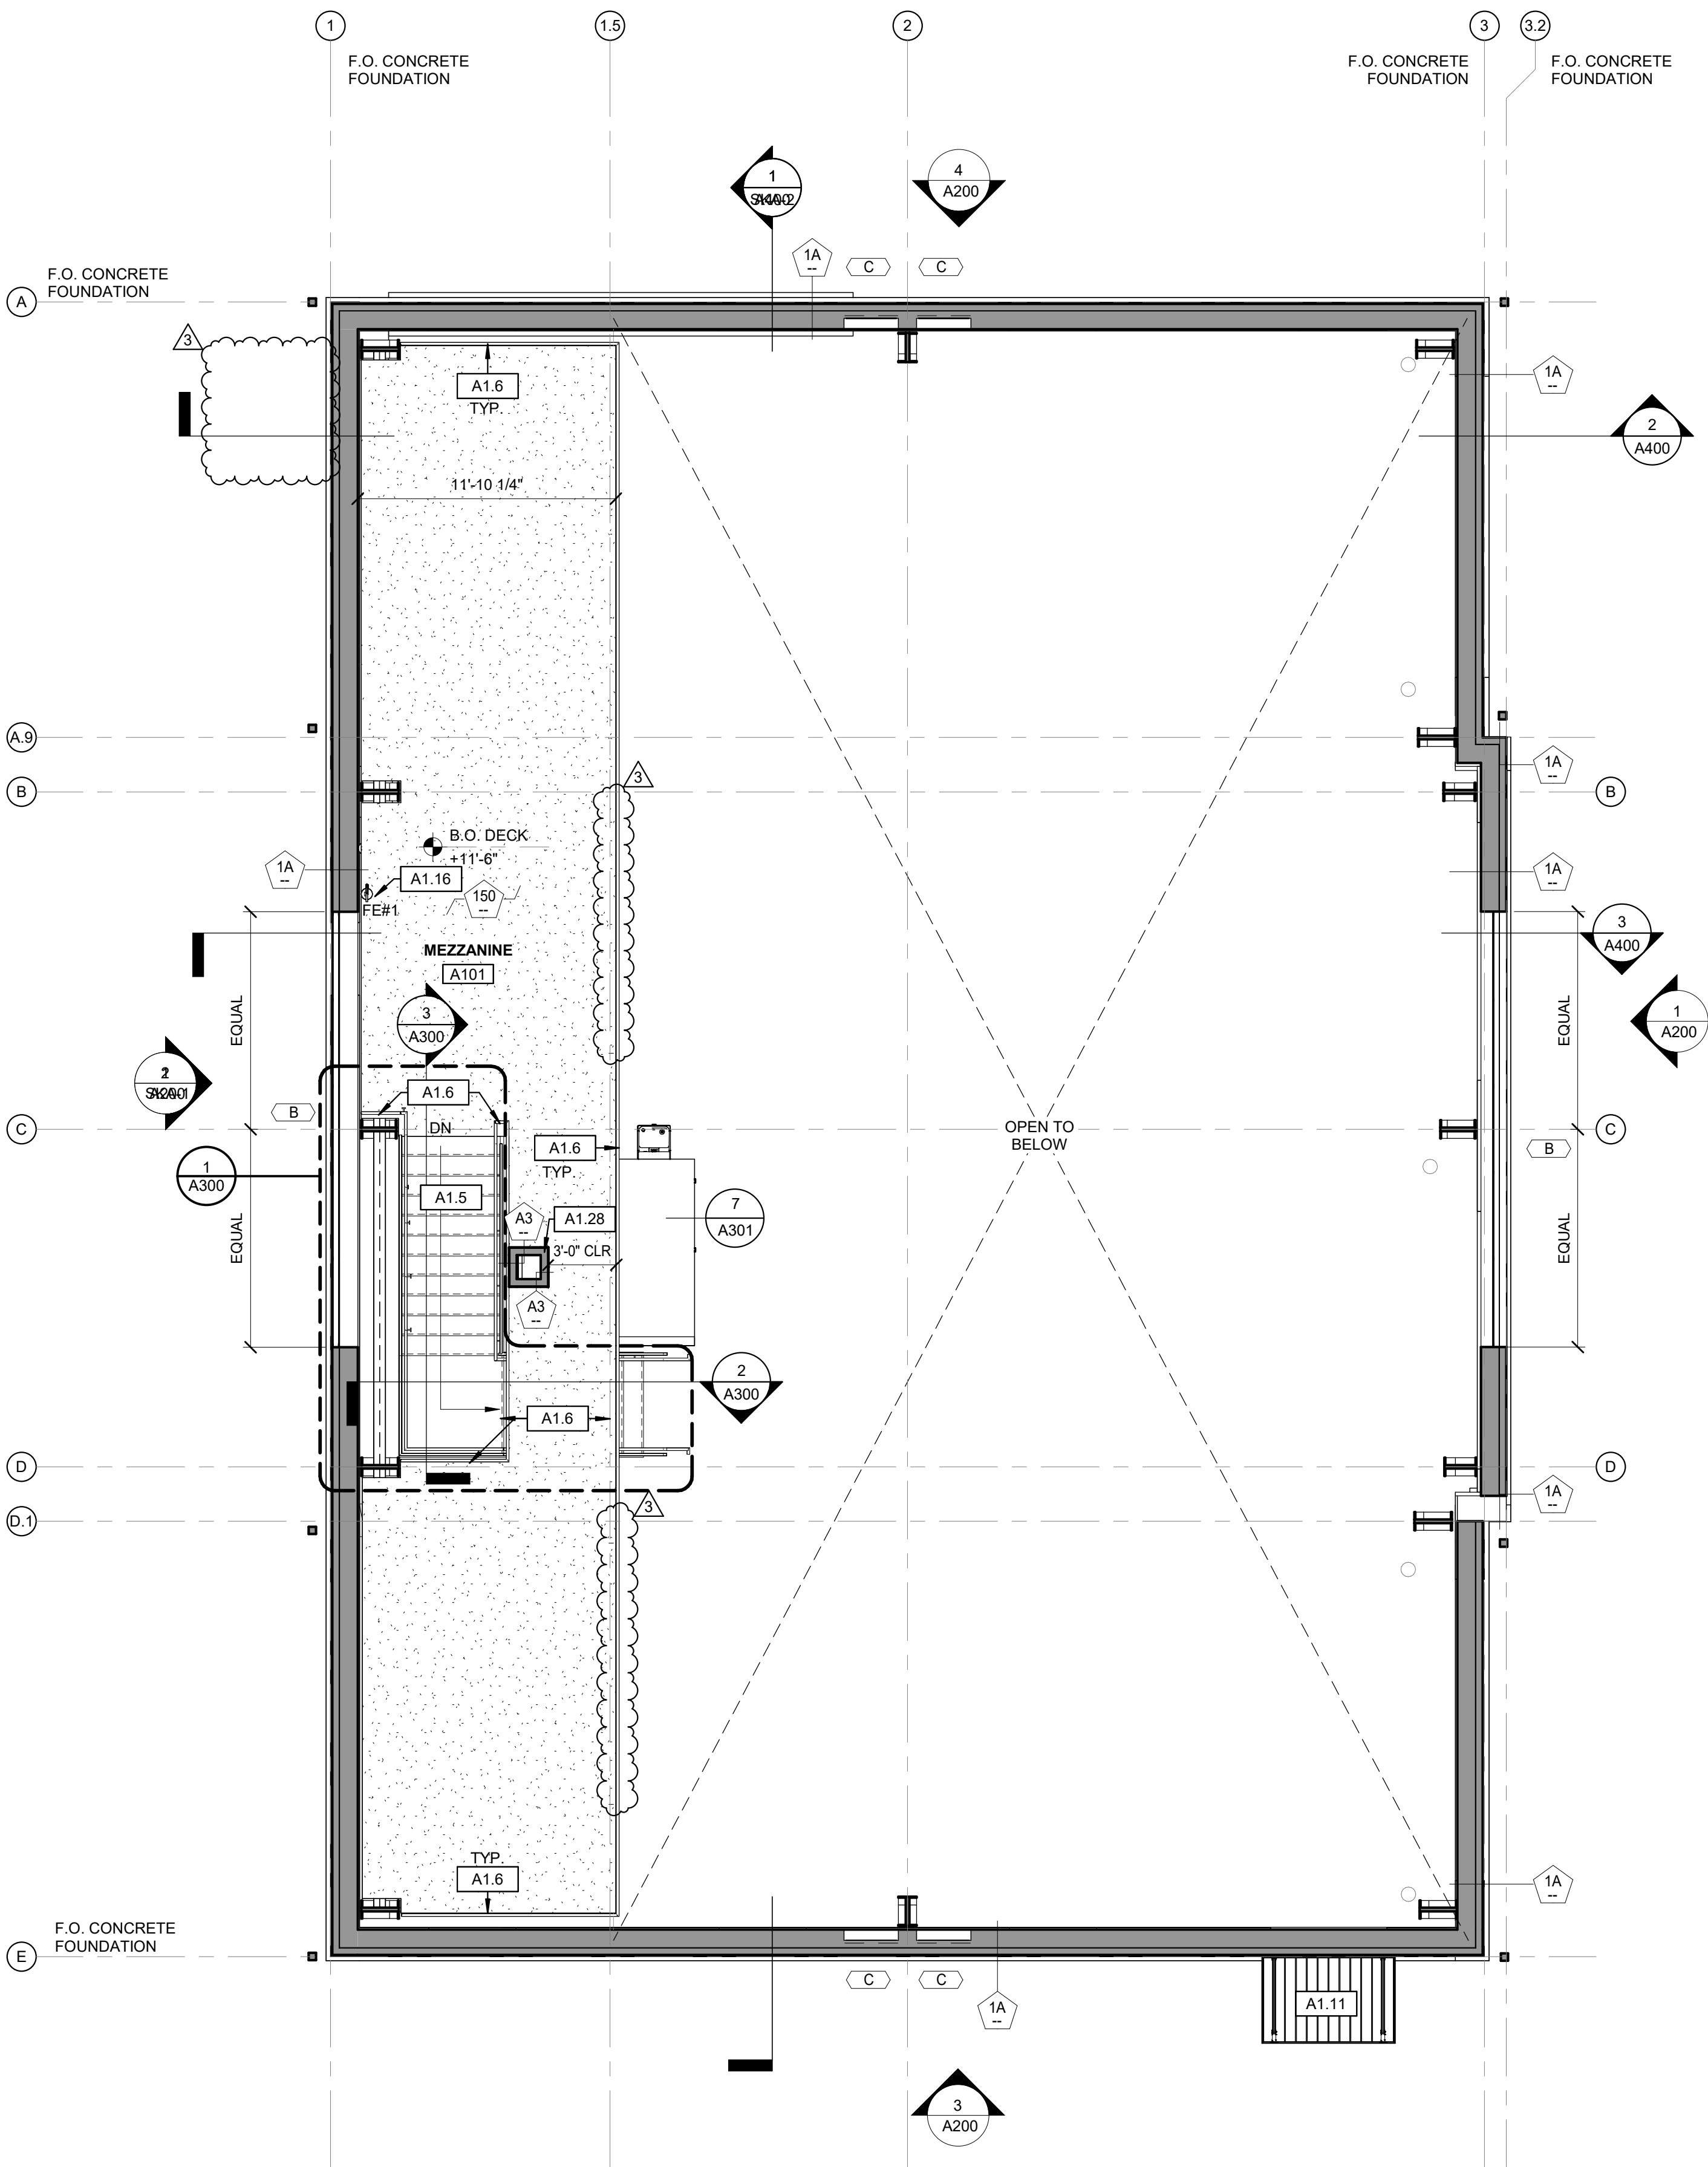 1
1.5
2
3
3.2
F.O. CONCRETE
FOUNDATION
F.O. CONCRETE
FOUNDATION
F.O. CONCRETE
FOUNDATION
1
4
A200
1A
--
C
C
F.O. CONCRETE
FOUNDATION
A
3
A1.6
TYP.
1A
--
2
A400
11'-10 1/4"
A.9
3
1A
--
B
B
B.O. DECK
+11'-6"
1A
--
A1.16
150
--
1A
--
FE#1
3
A400
MEZZANINE
A101
EQUAL
EQUAL
3
A300
1
A200
A1.6
B
C
DN
OPEN TO
BELOW
C
A1.6
TYP.
B
1
A300
A1.5
7
A301
A3
--
A1.28
3'-0" CLR
EQUAL
EQUAL
A3
--
2
A300
A1.6
D
D
3
1A
--
D.1
TYP.
A1.6
1A
--
F.O. CONCRETE
FOUNDATION
E
C
C
1A
--
A1.11
3
A200